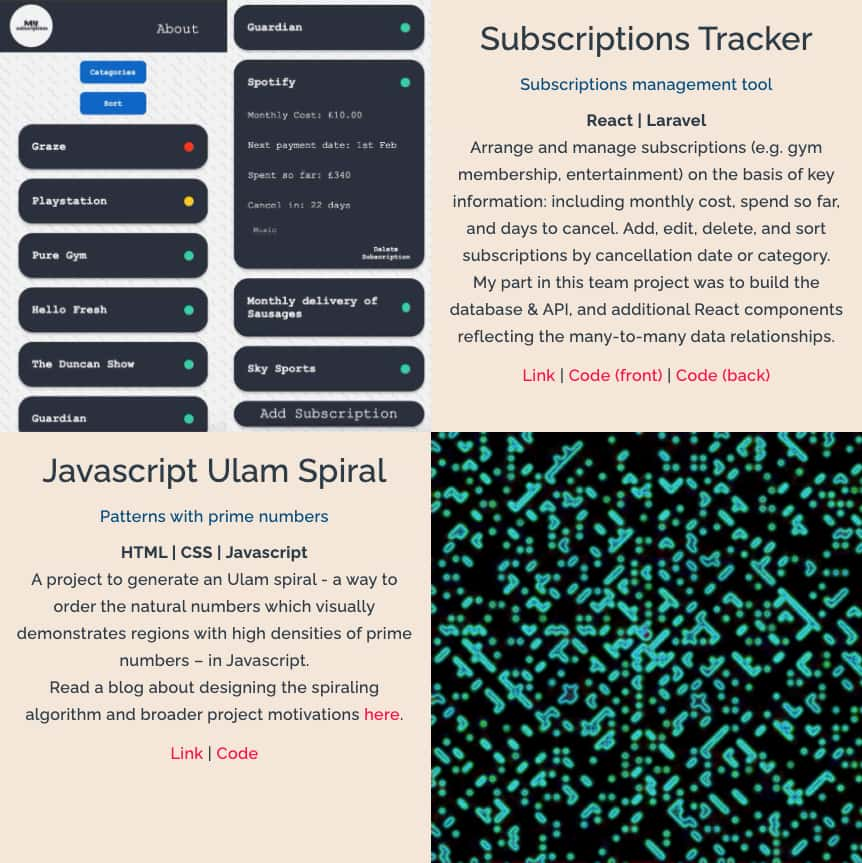 My
subscriptions
About
Categories
Sort
Graze
Playstation
Pure Gym
Hello Fresh
The Duncan Show
Guardian
Guardian
Spotify
Monthly Cost: £10.00
Next payment date: 1st Feb
Spent so far: £340
Cancel in: 22 days
Music
Delete
Subscription
Monthly delivery of
Sausages
Sky Sports
Add Subscription
Subscriptions Tracker
Subscriptions management tool
React | Laravel
Arrange and manage subscriptions (e.g. gym
membership, entertainment) on the basis of key
information: including monthly cost, spend so far,
and days to cancel. Add, edit, delete, and sort
subscriptions by cancellation date or category.
My part in this team project was to build the
database & API, and additional React components
reflecting the many-to-many data relationships.
Link | Code (front) | Code (back)
Javascript Ulam Spiral
Patterns with prime numbers
HTML | CSS | Javascript
A project to generate an Ulam spiral - a way to
order the natural numbers which visually
demonstrates regions with high densities of prime
numbers – in Javascript.
Read a blog about designing the spiraling
algorithm and broader project motivations here.
Link | Code